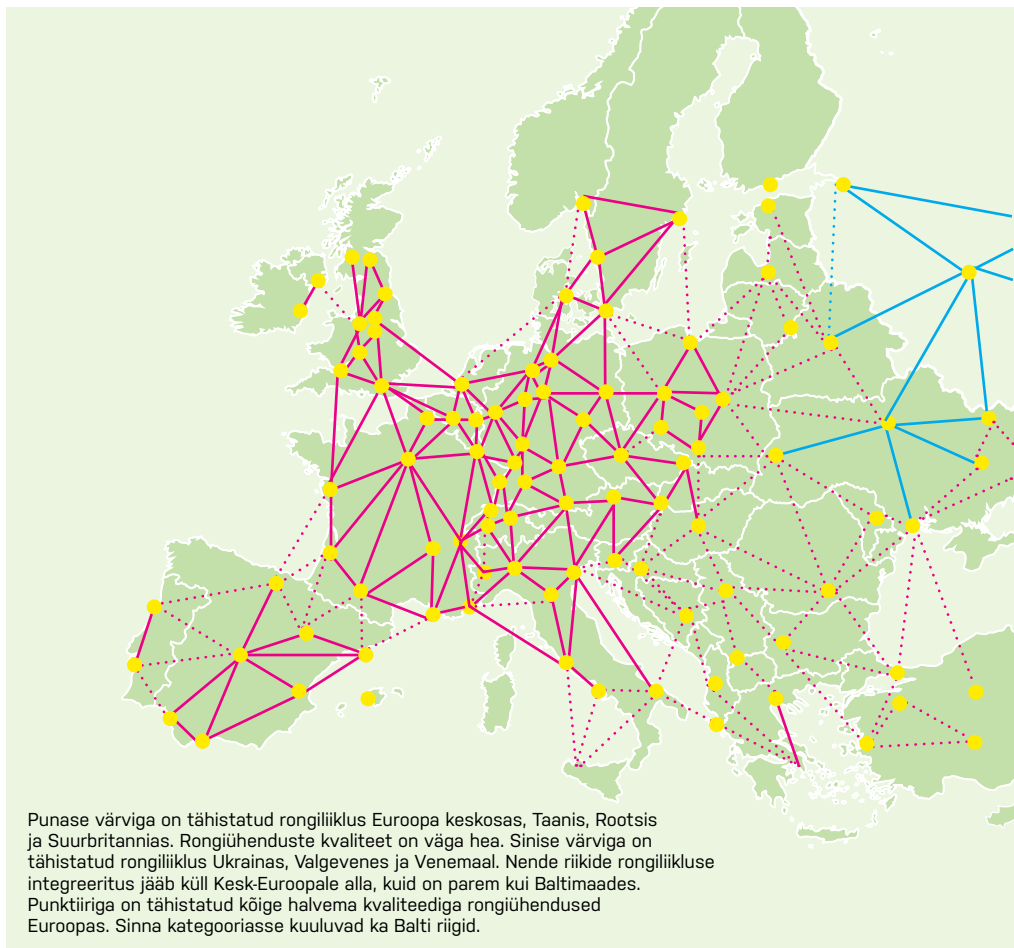 Punase värviga on tähistatud rongiliiklus Euroopa keskosas, Taanis, Rootsis
ja Suurbritannias. Rongiühenduste kvaliteet on väga hea. Sinise värviga on
tähistatud rongiliiklus Ukrainas, Valgevenes ja Venemaal. Nende riikide rongiliikluse
integreeritus jääb küll Kesk-Euroopale alla, kuid on parem kui Baltimaades.
Punktiiriga on tähistatud kõige halvema kvaliteediga rongiühendused
Euroopas. Sinna kategooriasse kuuluvad ka Balti riigid.